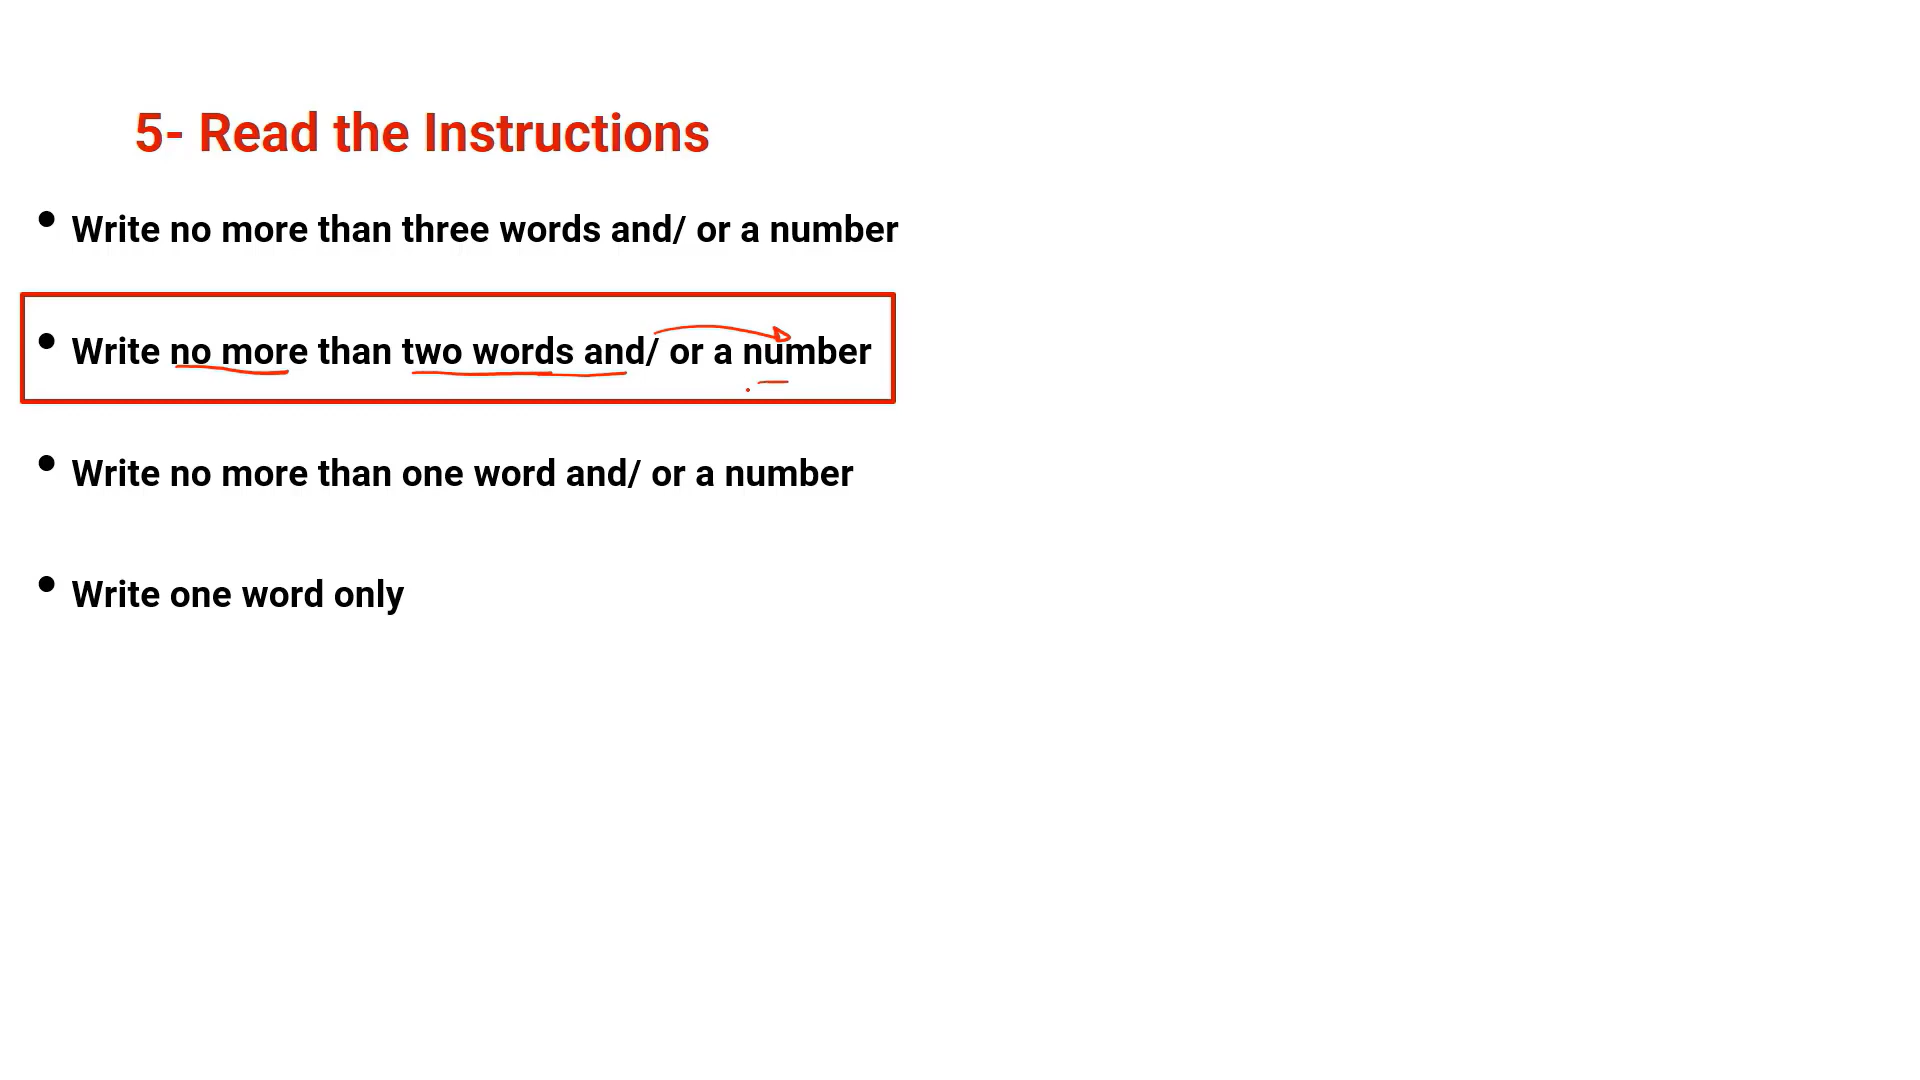 5- Read the Instructions
• Write no more than three words and/ or a number
• Write no more than two words and/ or a number
• Write no more than one word and/ or a number
• Write one word only